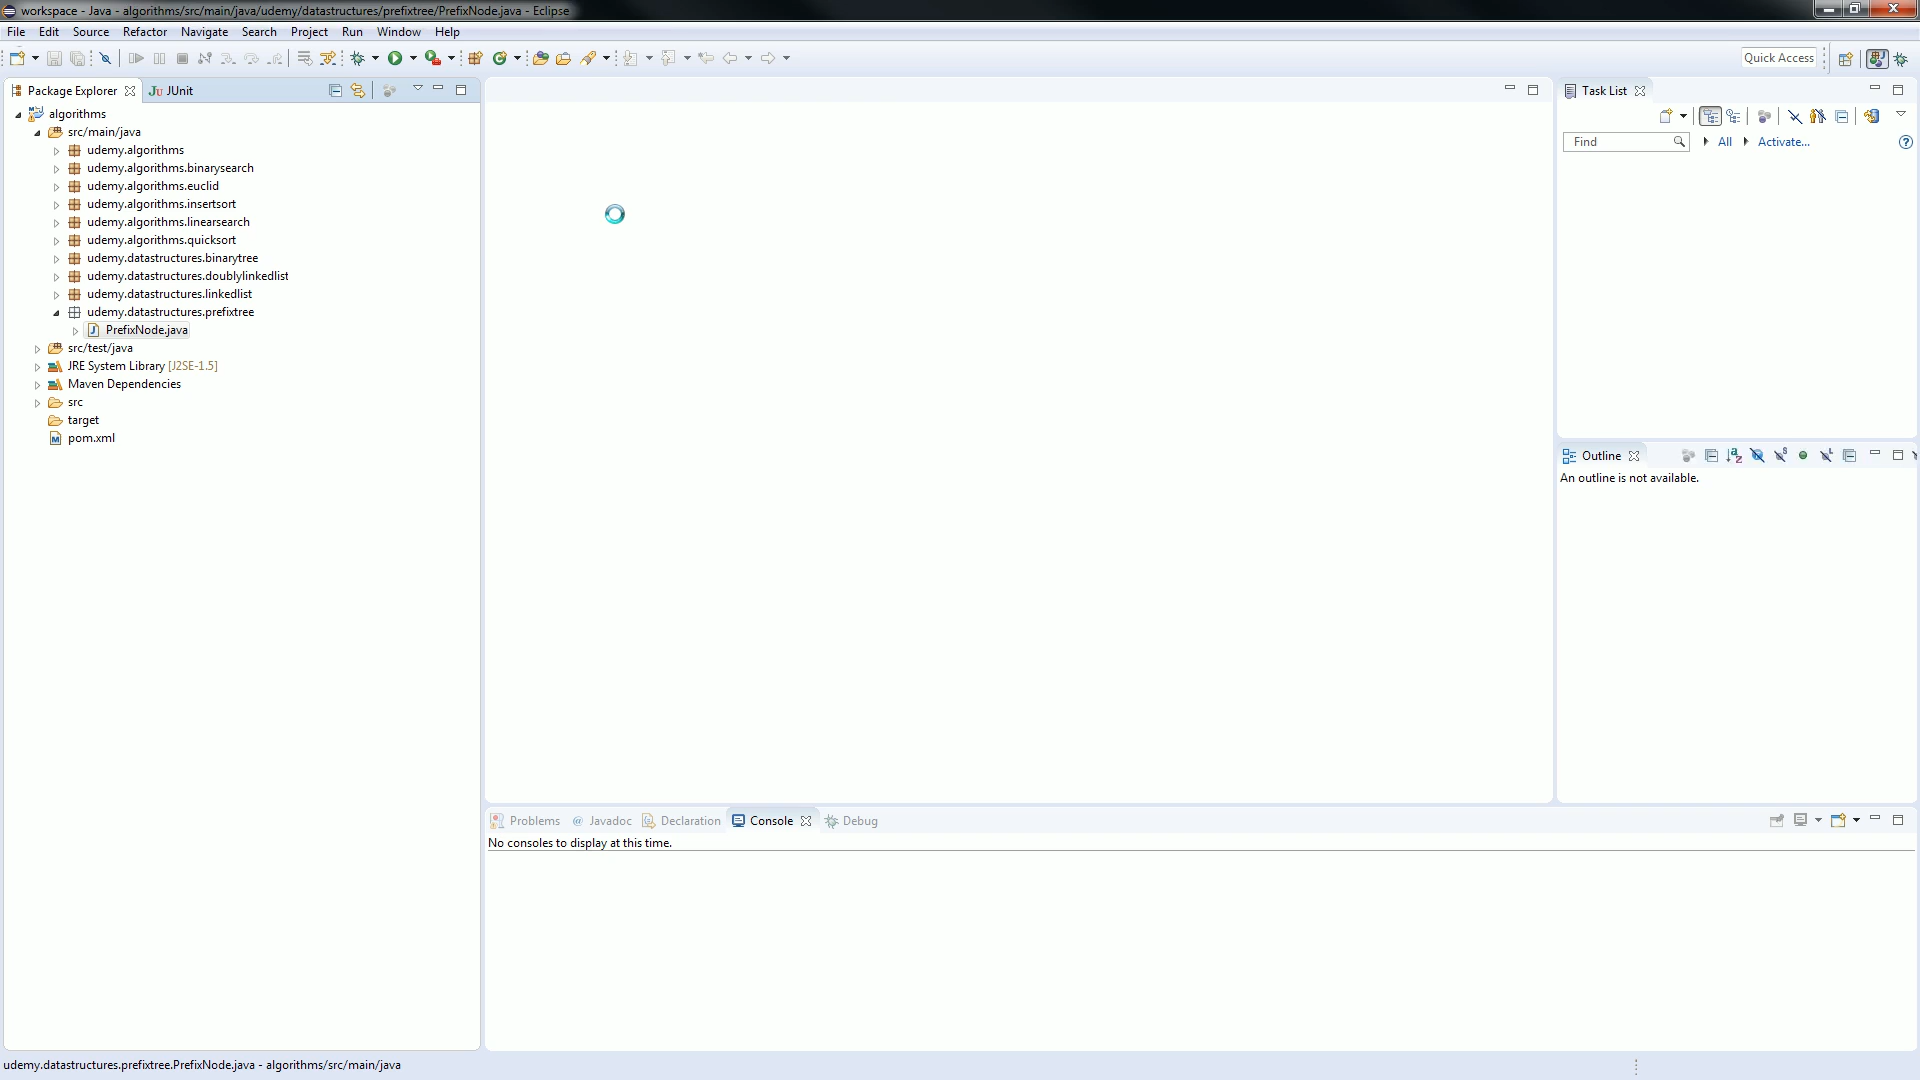 workspace - Java - algorithms/src/main/java/udemy/datastructures/prefixtree/PrefixNode.java - Eclipse
File Edit Source Refactor Navigate Search Project Run Window Help
Quick Access
Package Explorer JUnit
algorithms
src/main/java
udemy.algorithms
udemy.algorithms.binarysearch
udemy.algorithms.euclid
udemy.algorithms.insertsort
udemy.algorithms.linearsearch
udemy.algorithms.quicksort
udemy.datastructures.binarytree
udemy.datastructures.doublylinkedlist
udemy.datastructures.linkedlist
udemy.datastructures.prefixtree
PrefixNode.java
src/test/java
JRE System Library [J2SE-1.5]
Maven Dependencies
src
target
pom.xml
Task List
Find All Activate...
Outline
An outline is not available.
Problems @ Javadoc Declaration Console Debug
No consoles to display at this time.
udemy.datastructures.prefixtree.PrefixNode.java - algorithms/src/main/java